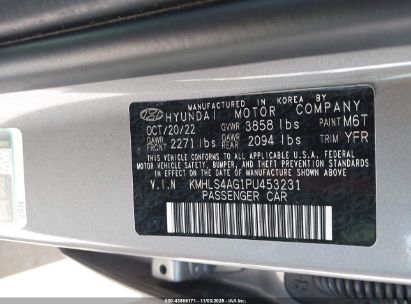 MANUFACTURED IN KOREA BY
HYUNDAI MOTOR COMPANY
OCT/20/22 GVWR 3858 lbs PAINT M6T
GAWR FRONT 2271 lbs GAWR REAR 2094 lbs TRIM YFR
THIS VEHICLE CONFORMS TO ALL APPLICABLE U.S.A. FEDERAL
MOTOR VEHICLE SAFETY, BUMPER, AND THEFT PREVENTION
STANDARDS IN EFFECT ON THE DATE OF MANUFACTURE SHOWN ABOVE.
V.I.N KMHLS4AG1PU453231
PASSENGER CAR